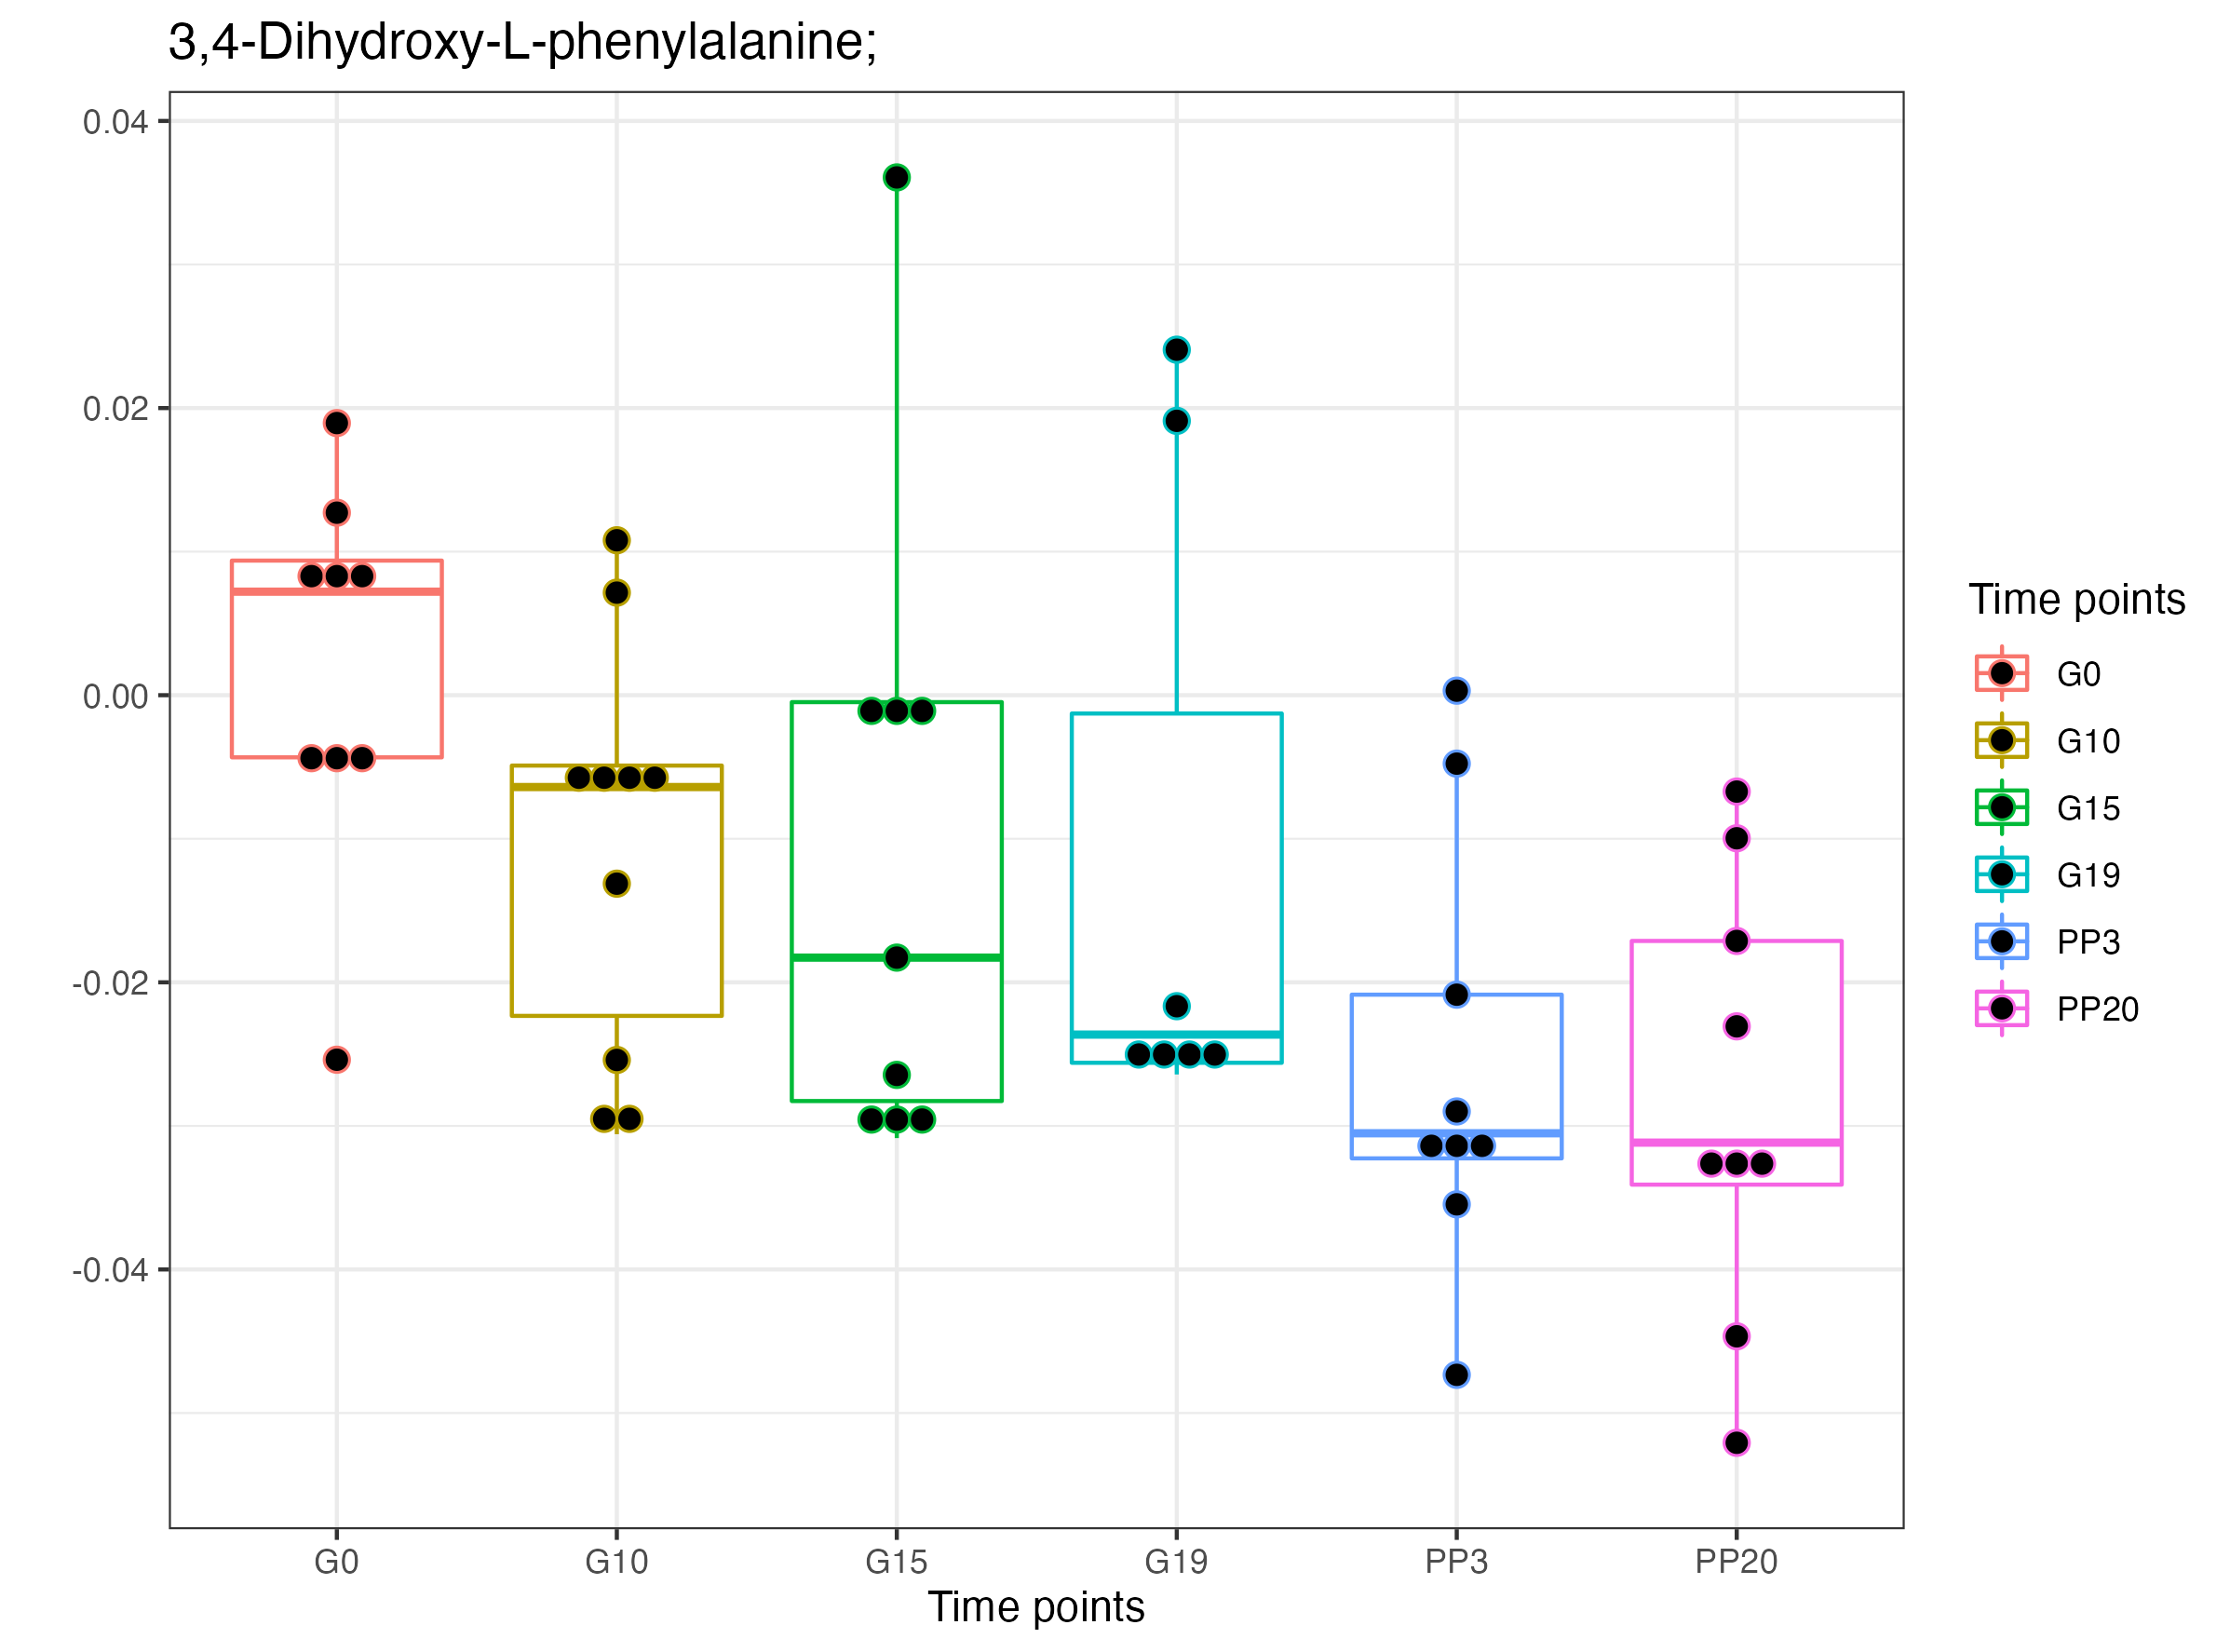 3,4-Dihydroxy-L-phenylalanine;
0.04
0.02
0.00
-0.02
-0.04
G0 G10 G15 G19 PP3 PP20
Time points
Time points
G0
G10
G15
G19
PP3
PP20